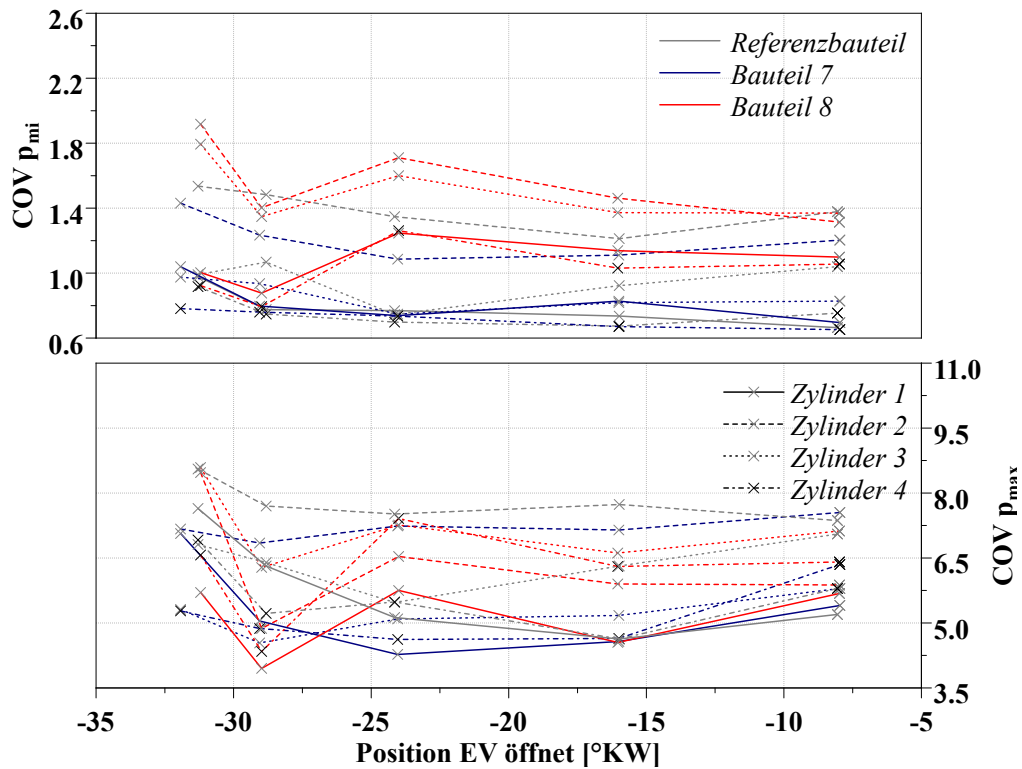 2.6
2.2
1.8
1.4
1.0
0.6
COV pmi
Referenzbauteil
Bauteil 7
Bauteil 8
11.0
9.5
8.0
6.5
5.0
3.5
COV pmax
Zylinder 1
Zylinder 2
Zylinder 3
Zylinder 4
-35 -30 -25 -20 -15 -10 -5
Position EV öffnet [°KW]